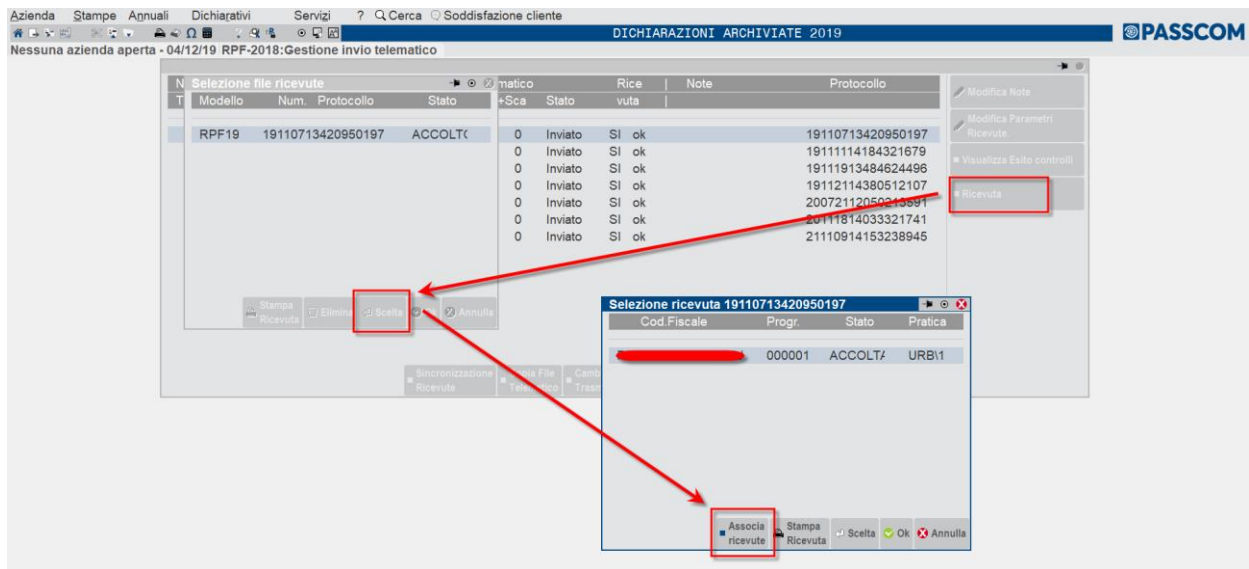 Azienda Stampe Annuali Dichiarativi Servizi ? Cerca Soddisfazione cliente
DICHIARAZIONI ARCHIVIATE 2019
PASSCOM
Nessuna azienda aperta - 04/12/19 RPF-2018:Gestione invio telematico
Selezione file ricevute
Modello Num. Protocollo Stato
RPF19 19110713420950197 ACCOLT(
Stampa Ricevuta
Elimina
Scelta
Annulla
N matico Rice | Note Protocollo
T +Sca Stato vuta |
0 Inviato SI ok 19110713420950197
0 Inviato SI ok 19111114184321679
0 Inviato SI ok 19111913484624496
0 Inviato SI ok 19112114380512107
0 Inviato SI ok
0 Inviato SI ok 20111814033321741
0 Inviato SI ok 21110914153238945
Modifica Note
Modifica Parametri
Ricevute
Visualizza Esito controlli
Ricevuta
Sincronizzazione
Ricevute
File
Telematico
Selezione ricevuta 19110713420950197
Cod.Fiscale Progr. Stato Pratica
000001 ACCOLTA URB\1
Associa
ricevute
Stampa
Ricevuta
Scelta
Ok
Annulla